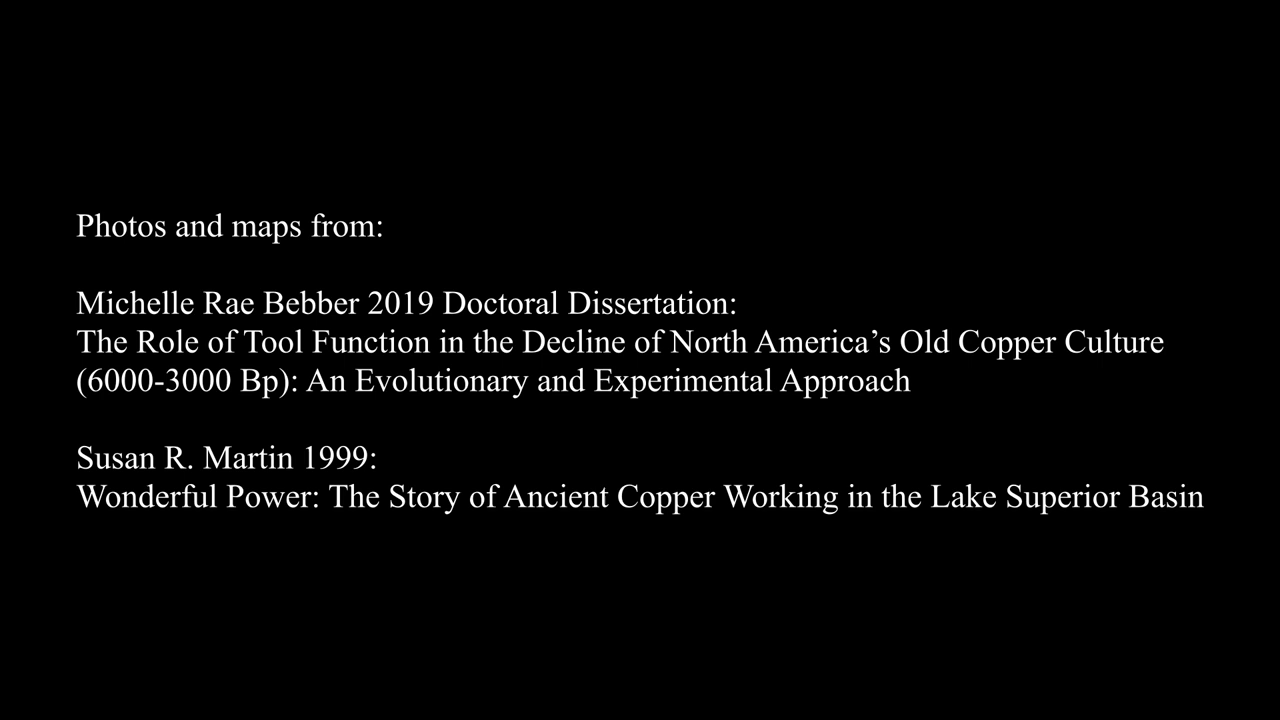 Photos and maps from:
Michelle Rae Bebber 2019 Doctoral Dissertation:
The Role of Tool Function in the Decline of North America’s Old Copper Culture
(6000-3000 Bp): An Evolutionary and Experimental Approach
Susan R. Martin 1999:
Wonderful Power: The Story of Ancient Copper Working in the Lake Superior Basin